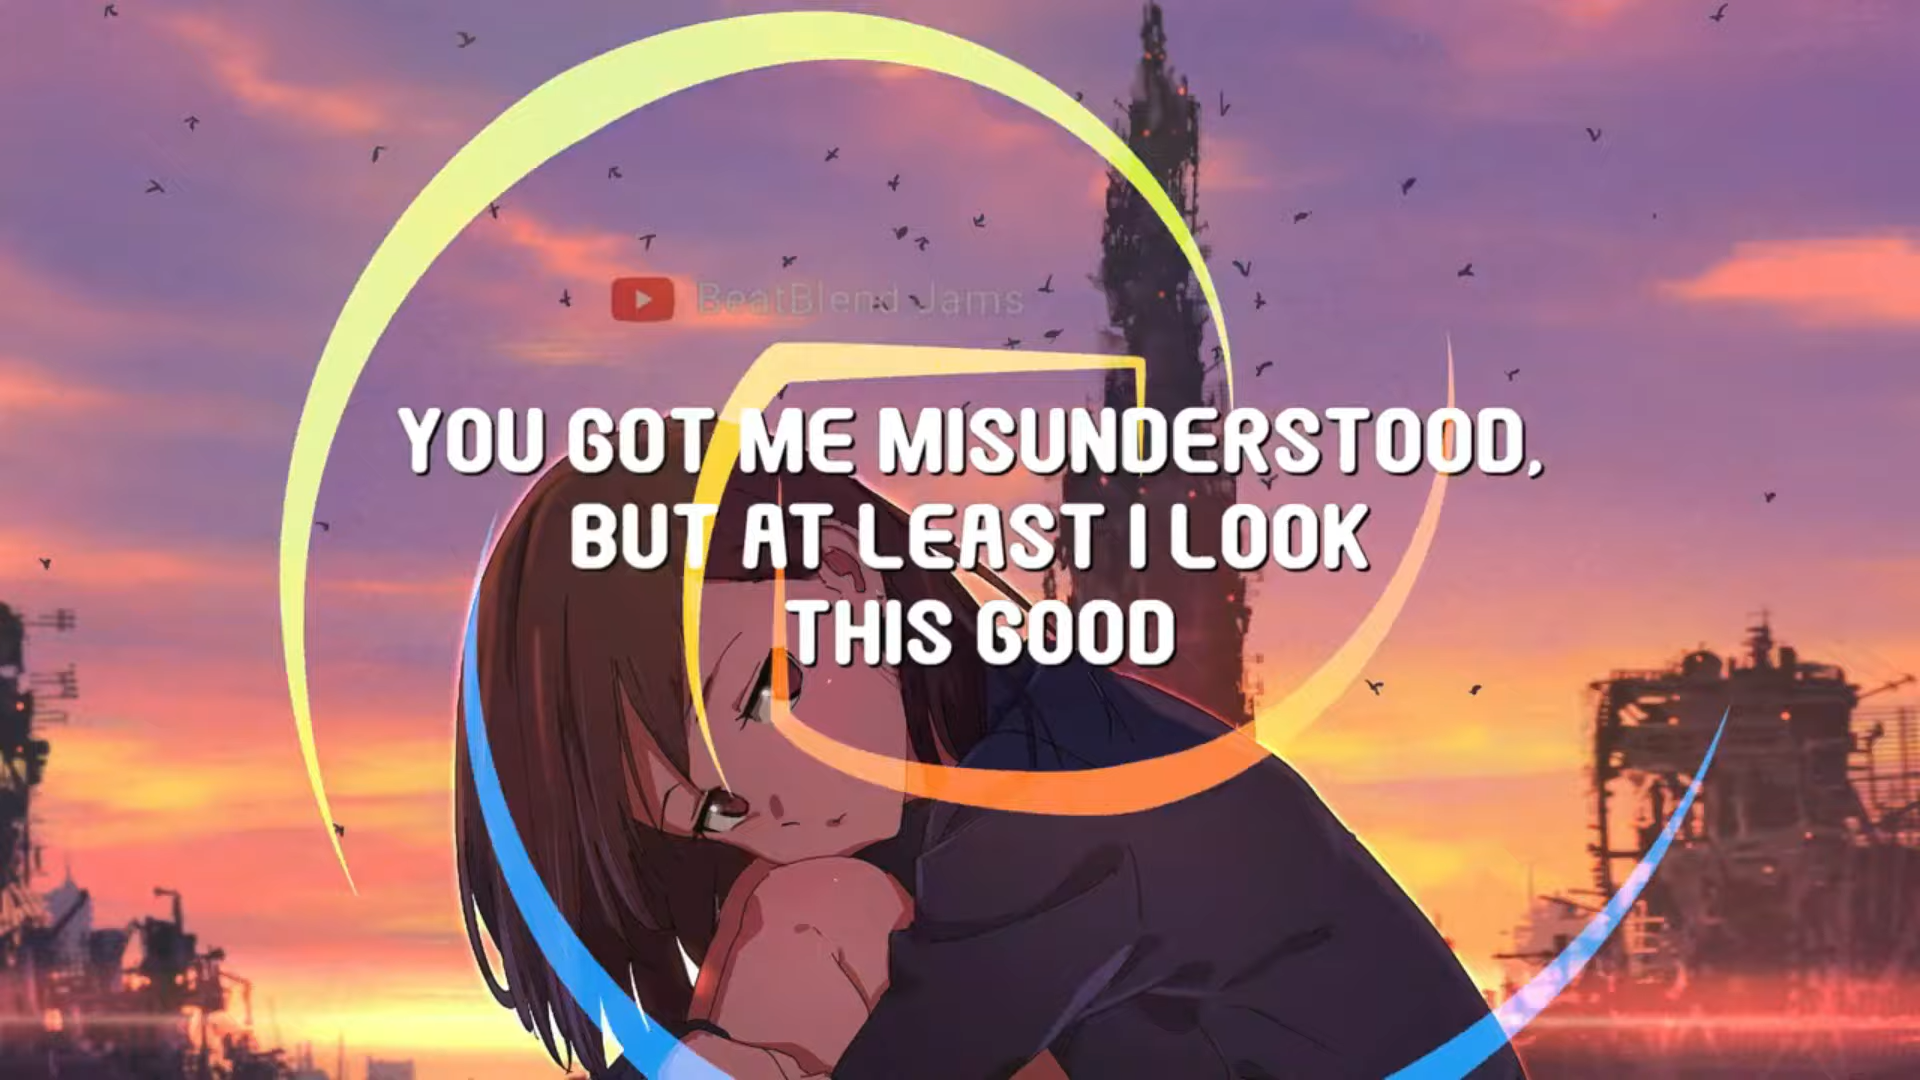 BeatBlend Jams
YOU GOT ME MISUNDERSTOOD,
BUT AT LEAST I LOOK
THIS GOOD